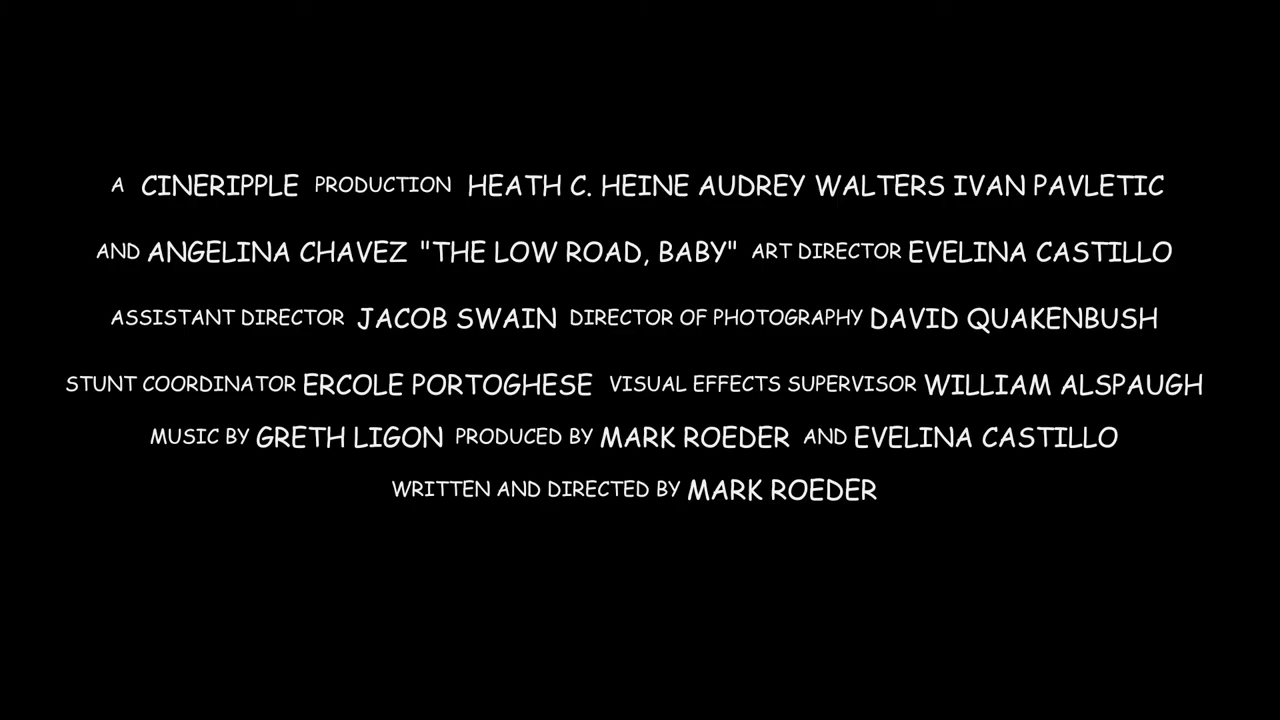 A CINERIPPLE PRODUCTION HEATH C. HEINE AUDREY WALTERS IVAN PAVLETIC
AND ANGELINA CHAVEZ "THE LOW ROAD, BABY" ART DIRECTOR EVELINA CASTILLO
ASSISTANT DIRECTOR JACOB SWAIN DIRECTOR OF PHOTOGRAPHY DAVID QUAKENBUSH
STUNT COORDINATOR ERCOLE PORTOGHESE VISUAL EFFECTS SUPERVISOR WILLIAM ALSPAUGH
MUSIC BY GRETH LIGON PRODUCED BY MARK ROEDER AND EVELINA CASTILLO
WRITTEN AND DIRECTED BY MARK ROEDER